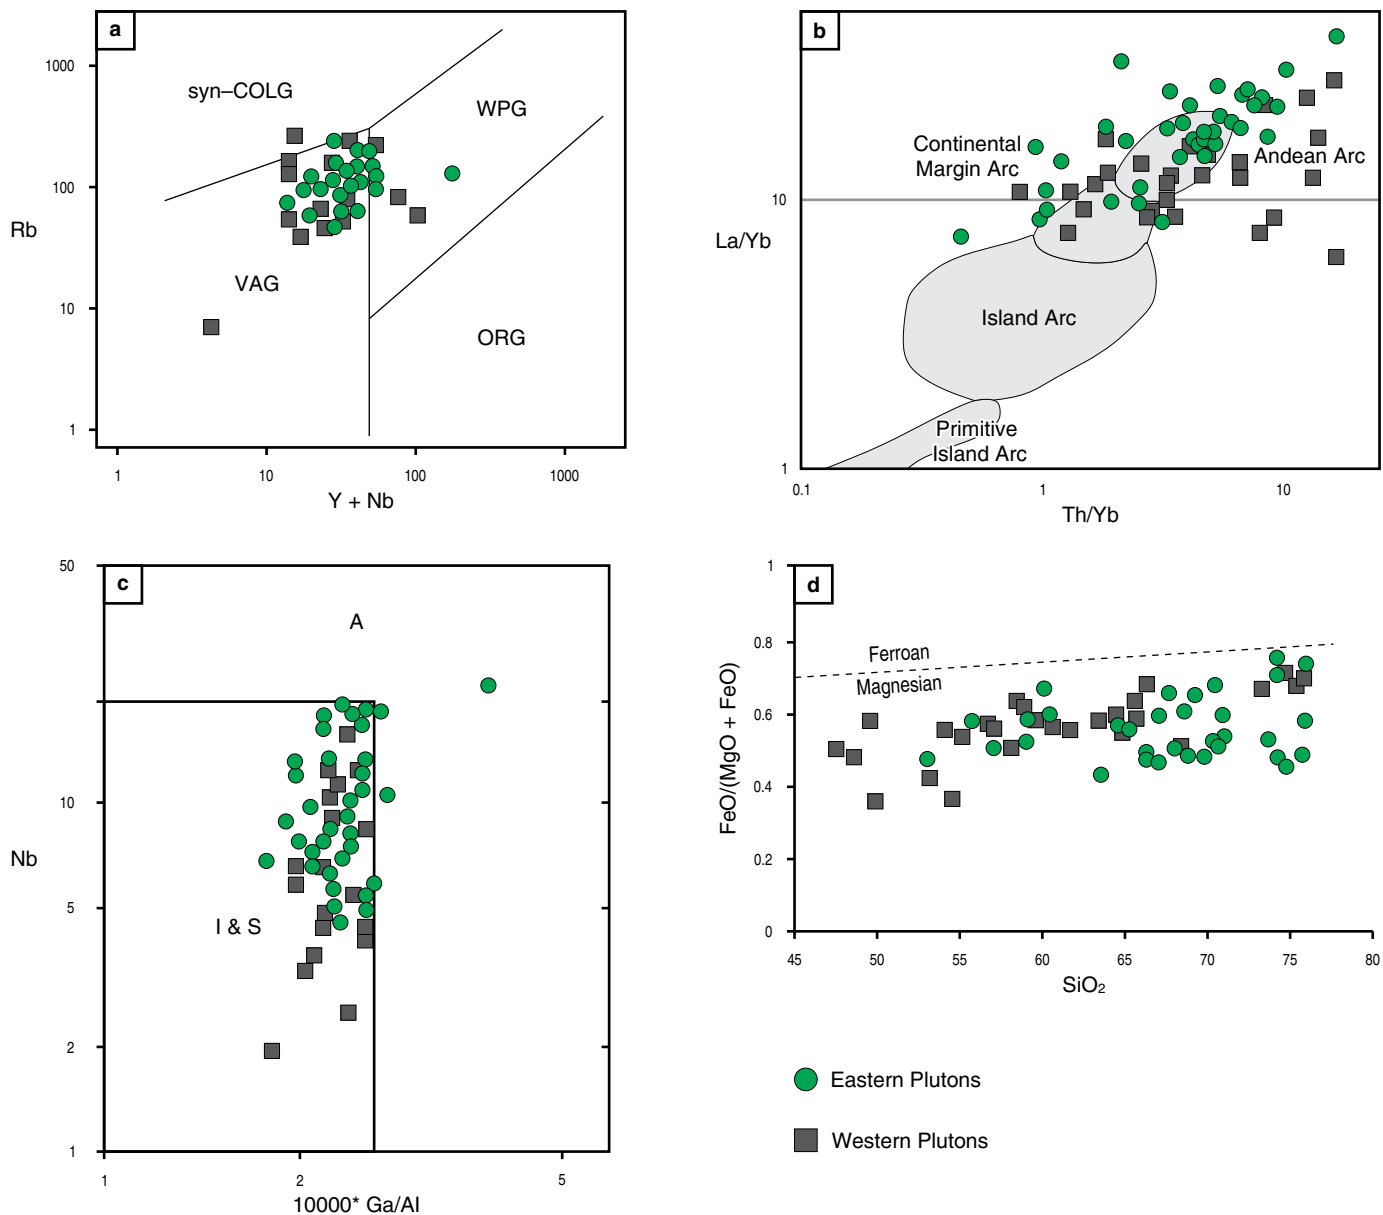 a
1000
100
10
1
Rb
syn–COLG
WPG
VAG
ORG
1
10
100
1000
Y + Nb
b
Continental
Margin Arc
Andean Arc
10
La/Yb
Island Arc
Primitive
Island Arc
1
0.1
1
10
Th/Yb
c
50
10
5
2
1
Nb
A
I & S
1
2
5
10000* Ga/Al
d
1
0.8
0.6
0.4
0.2
0
FeO/(MgO + FeO)
Ferroan
Magnesian
45
50
55
60
65
70
75
80
SiO₂
Eastern Plutons
Western Plutons